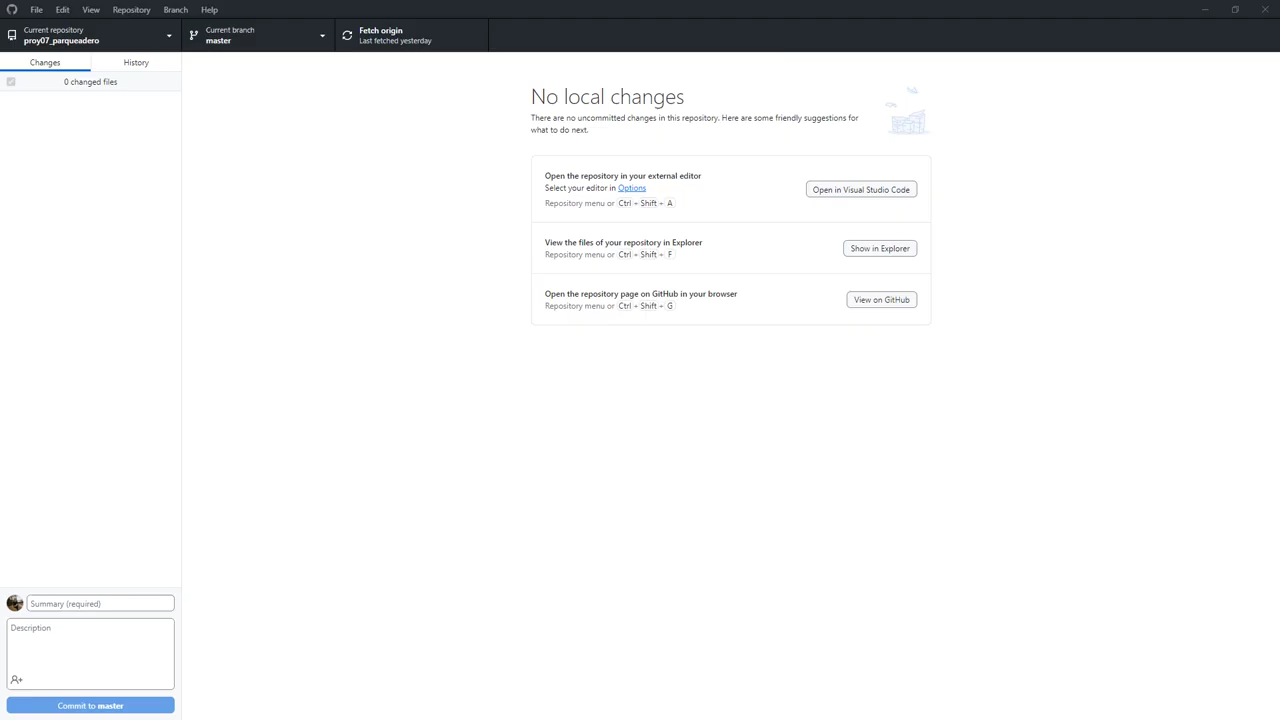 File Edit View Repository Branch Help
Current repository
proy07_parqueadero
Current branch
master
Fetch origin
Last fetched yesterday
Changes
History
0 changed files
No local changes
There are no uncommitted changes in this repository. Here are some friendly suggestions for
what to do next.
Open the repository in your external editor
Select your editor in Options
Repository menu or Ctrl + Shift + A
Open in Visual Studio Code
View the files of your repository in Explorer
Repository menu or Ctrl + Shift + F
Show in Explorer
Open the repository page on GitHub in your browser
Repository menu or Ctrl + Shift + G
View on GitHub
Summary (required)
Description
Commit to master